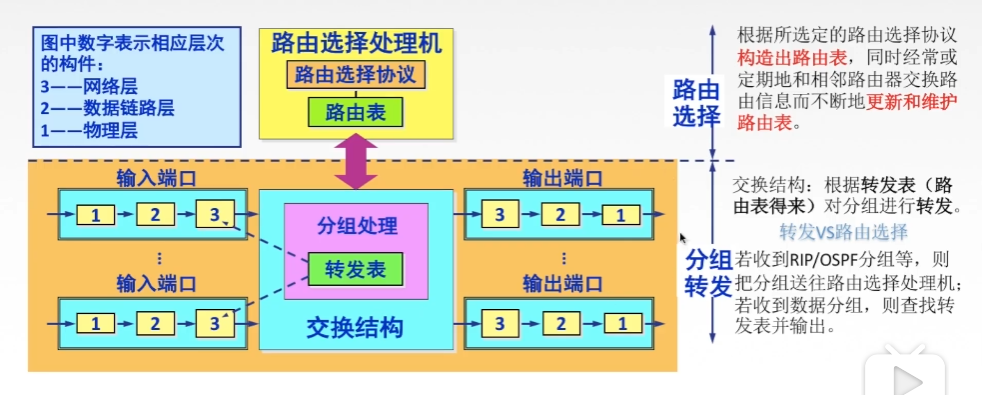 图中数字表示相应层次
的构件：
3——网络层
2——数据链路层
1——物理层
路由选择处理机
路由选择协议
路由表
路由
选择
根据所选定的路由选择协议
构造出路由表，同时经常或
定期地和相邻路由器交换路
由信息而不断地更新和维护
路由表。
输入端口
1
2
3
输入端口
1
2
3
分组处理
转发表
交换结构
输出端口
3
2
1
输出端口
3
2
1
分组
转发
交换结构：根据转发表（路
由表得来）对分组进行转发。
转发VS路由选择
若收到RIP/OSPF分组等，则
把分组送往路由选择处理机；
若收到数据分组，则查找转
发表并输出。